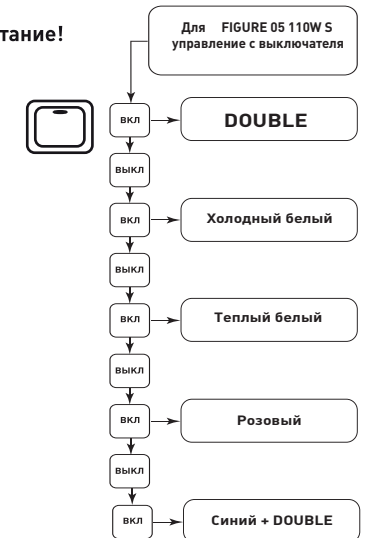 тание!
Для FIGURE 05 110W S
управление с выключателя
вкл
DOUBLE
выкл
вкл
Холодный белый
выкл
вкл
Теплый белый
выкл
вкл
Розовый
выкл
вкл
Синий + DOUBLE